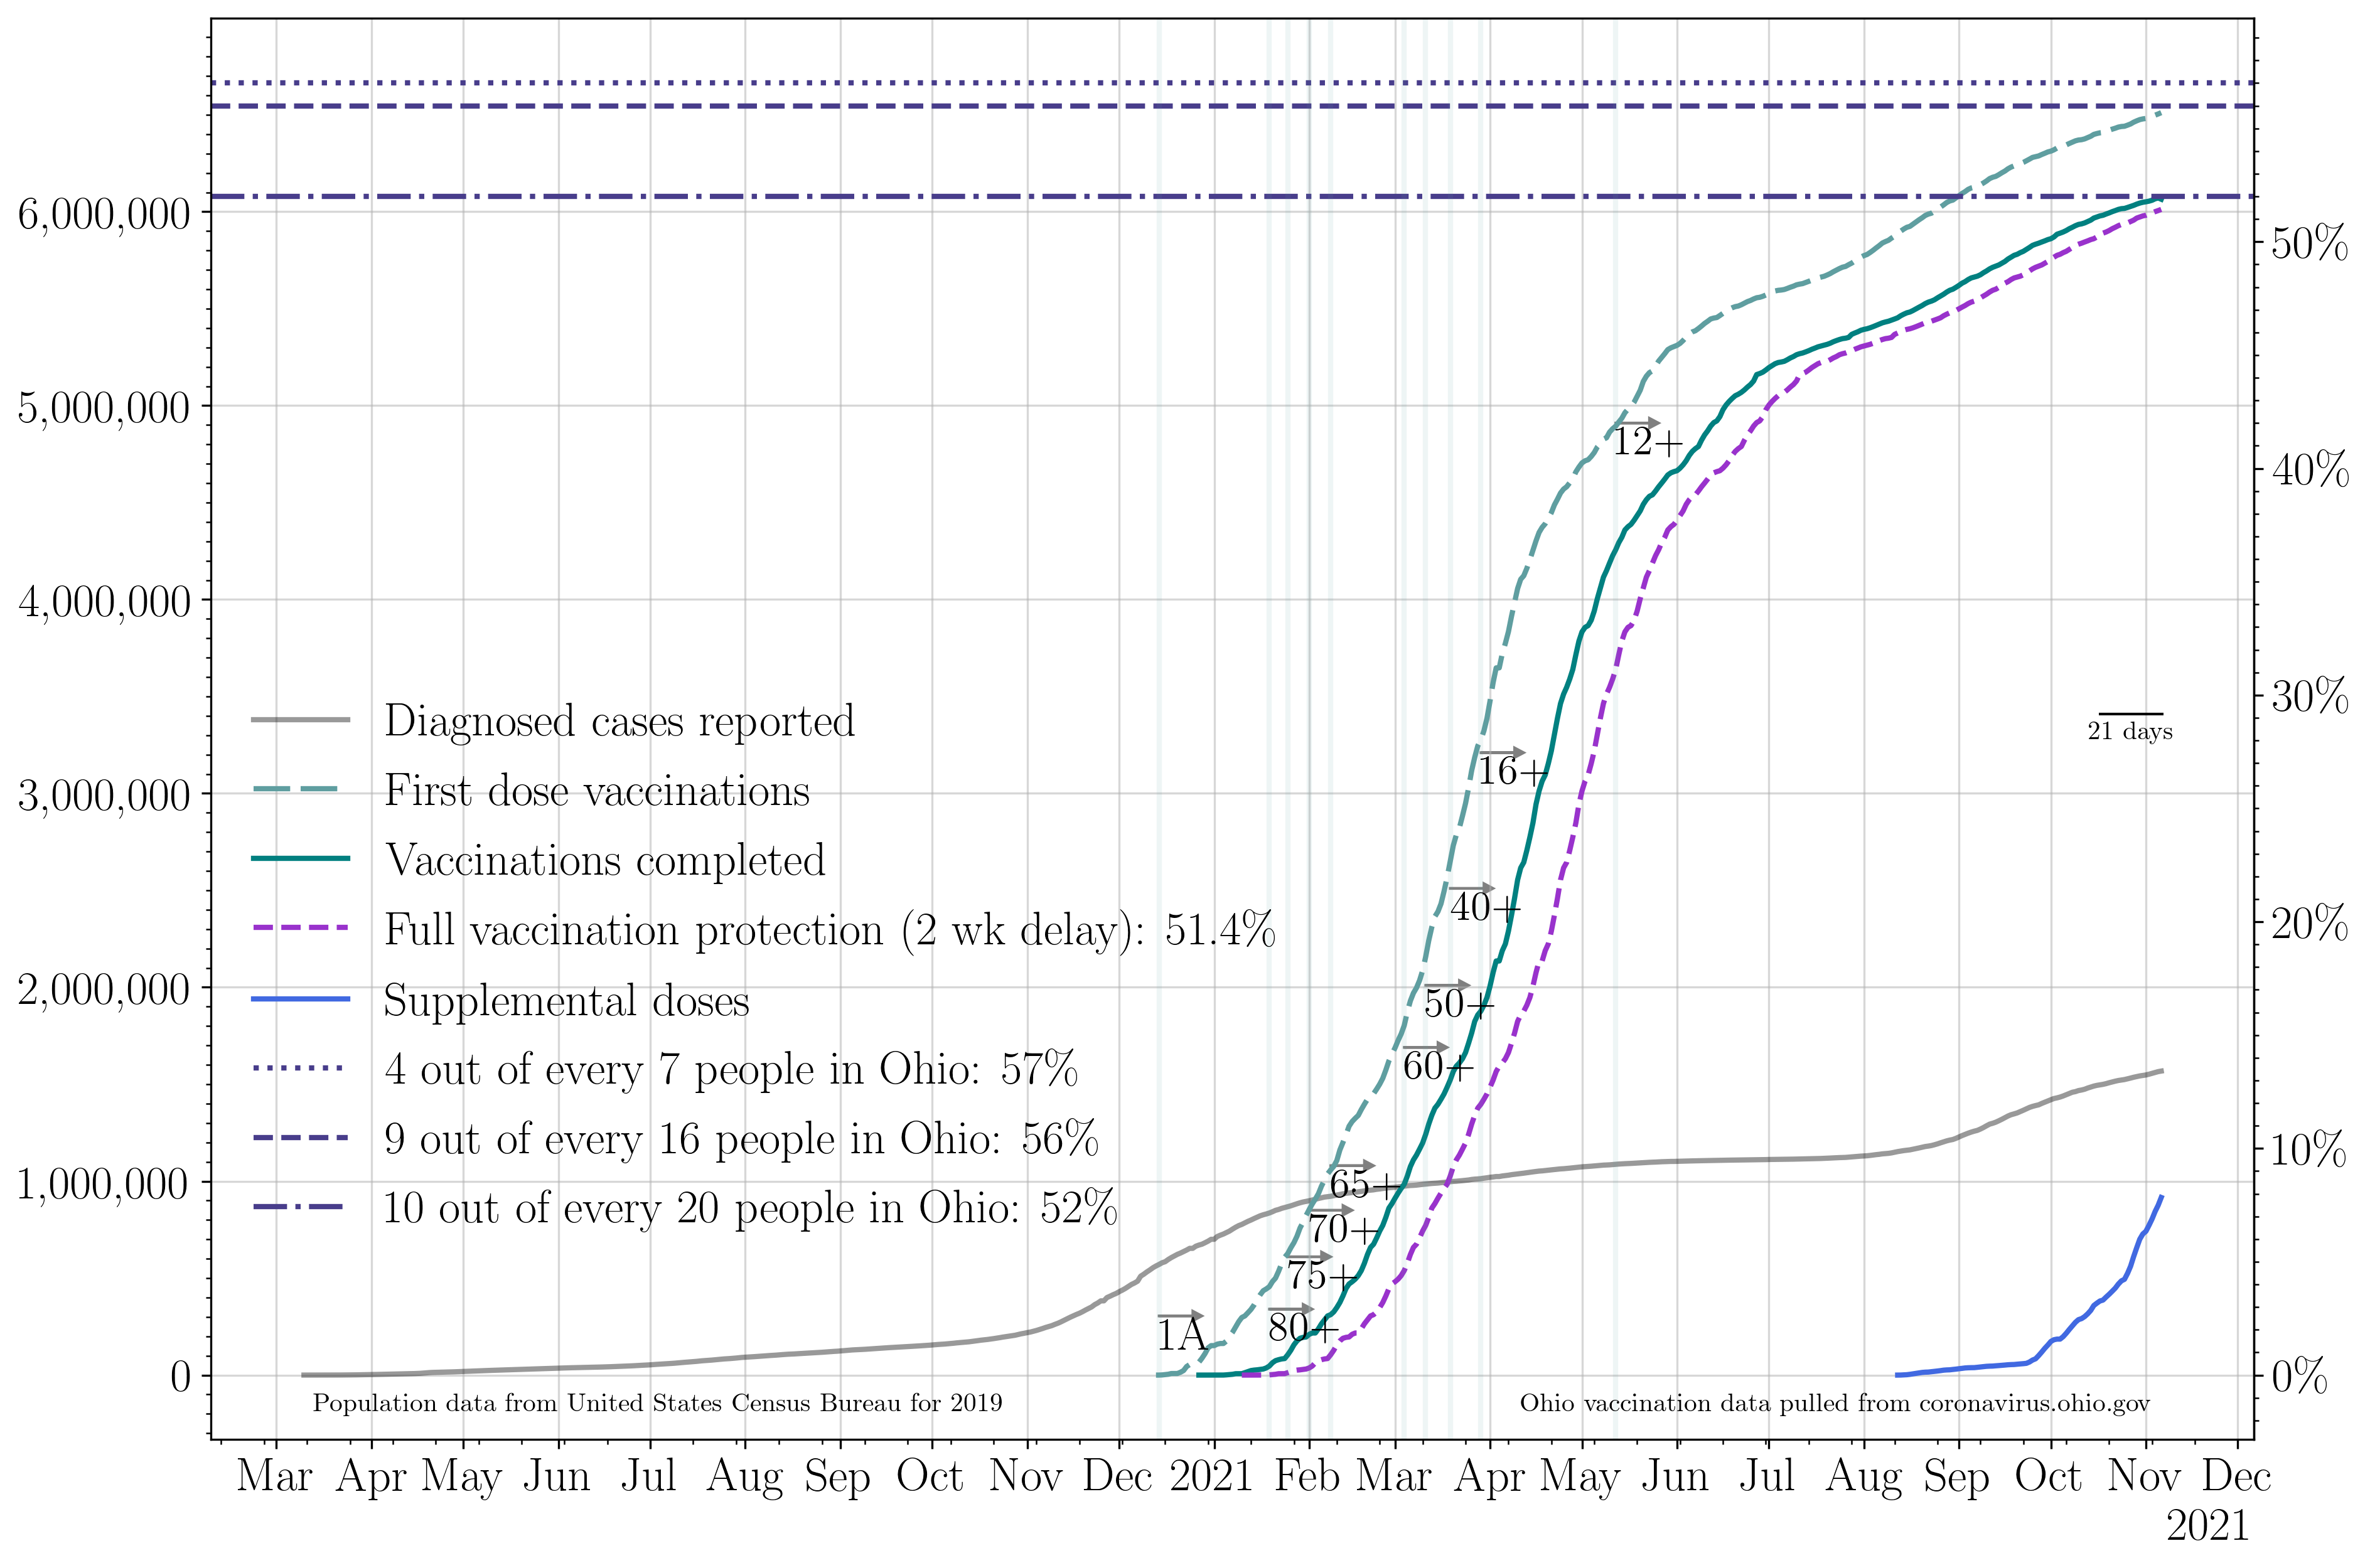 6,000,000
5,000,000
4,000,000
3,000,000
2,000,000
1,000,000
0
50%
40%
30%
20%
10%
0%
12+
16+
40+
50+
60+
65+
70+
75+
80+
1A
21 days
Diagnosed cases reported
First dose vaccinations
Vaccinations completed
Full vaccination protection (2 wk delay): 51.4%
Supplemental doses
4 out of every 7 people in Ohio: 57%
9 out of every 16 people in Ohio: 56%
10 out of every 20 people in Ohio: 52%
Population data from United States Census Bureau for 2019
Ohio vaccination data pulled from coronavirus.ohio.gov
Mar Apr May Jun Jul Aug Sep Oct Nov Dec 2021 Feb Mar Apr May Jun Jul Aug Sep Oct Nov Dec
2021